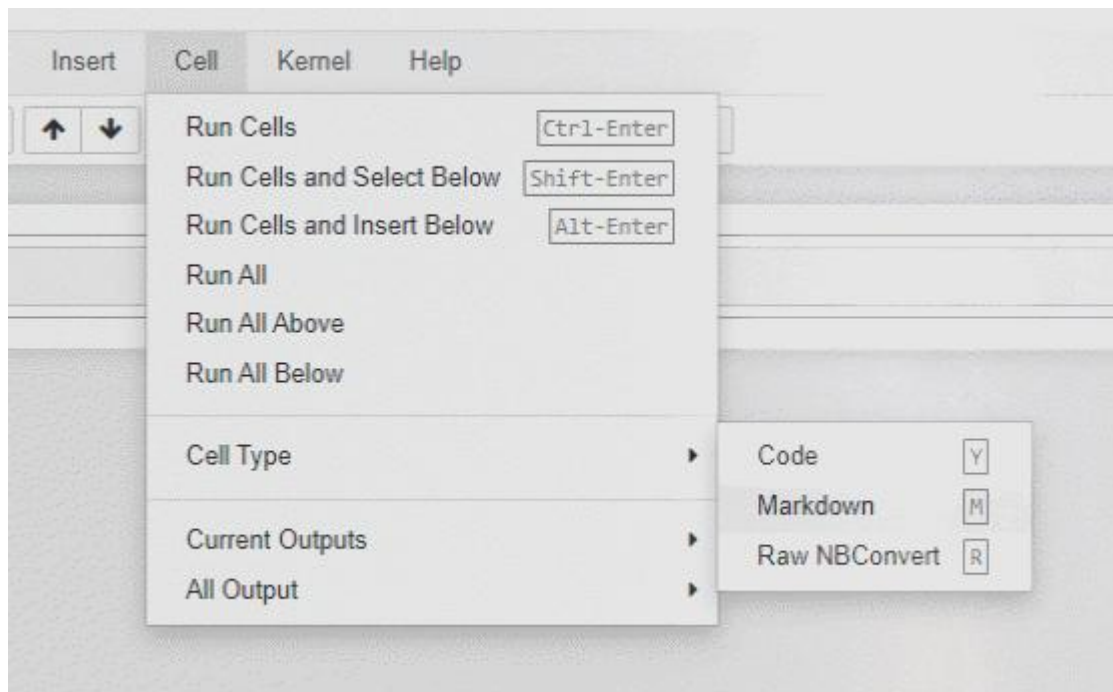 Insert Cell Kernel Help
Run Cells Ctrl-Enter
Run Cells and Select Below Shift-Enter
Run Cells and Insert Below Alt-Enter
Run All
Run All Above
Run All Below
Cell Type
Code Y
Markdown M
Raw NBConvert R
Current Outputs
All Output